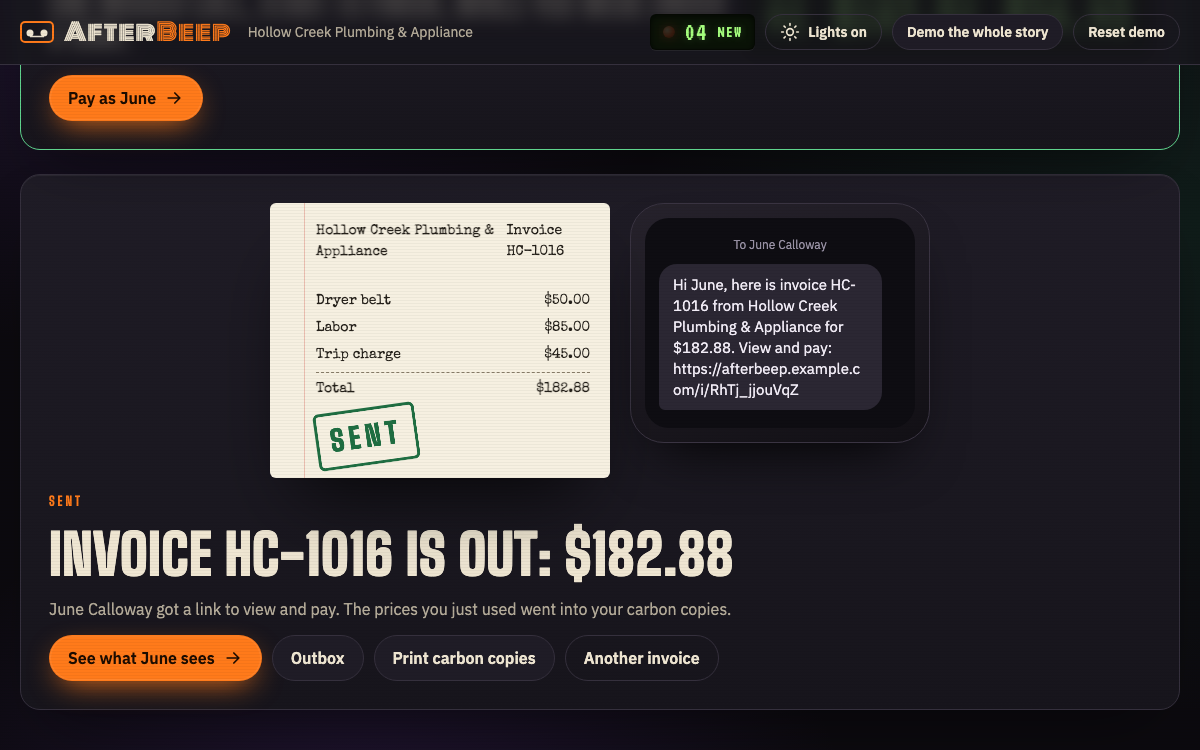 AFTERBEEP
Hollow Creek Plumbing & Appliance
04 NEW
Lights on
Demo the whole story
Reset demo
Pay as June →
Hollow Creek Plumbing &
Appliance
Invoice
HC-1016
Dryer belt $50.00
Labor $85.00
Trip charge $45.00
Total $182.88
SENT
To June Calloway
Hi June, here is invoice HC-
1016 from Hollow Creek
Plumbing & Appliance for
$182.88. View and pay:
https://afterbeep.example.c
om/i/RhTj_jjouVqZ
SENT
INVOICE HC-1016 IS OUT: $182.88
June Calloway got a link to view and pay. The prices you just used went into your carbon copies.
See what June sees →
Outbox
Print carbon copies
Another invoice